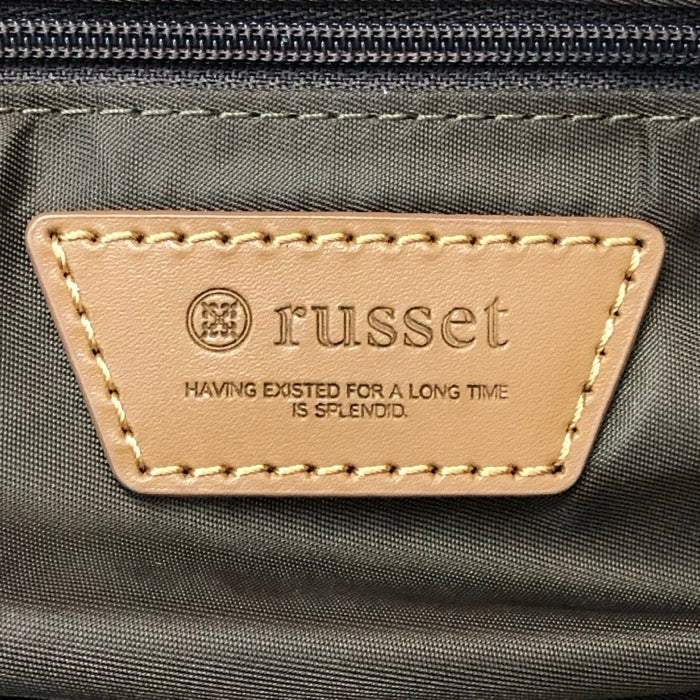 russet
HAVING EXISTED FOR A LONG TIME
IS SPLENDID.